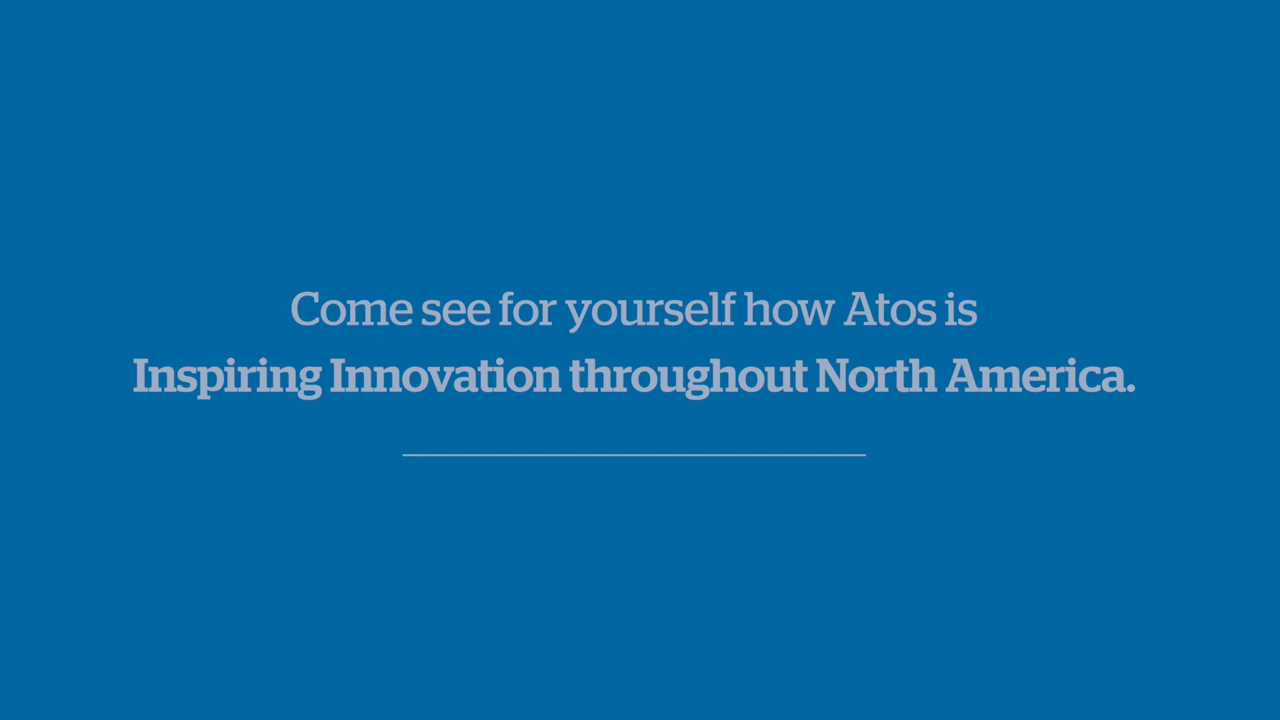 Come see for yourself how Atos is
Inspiring Innovation throughout North America.